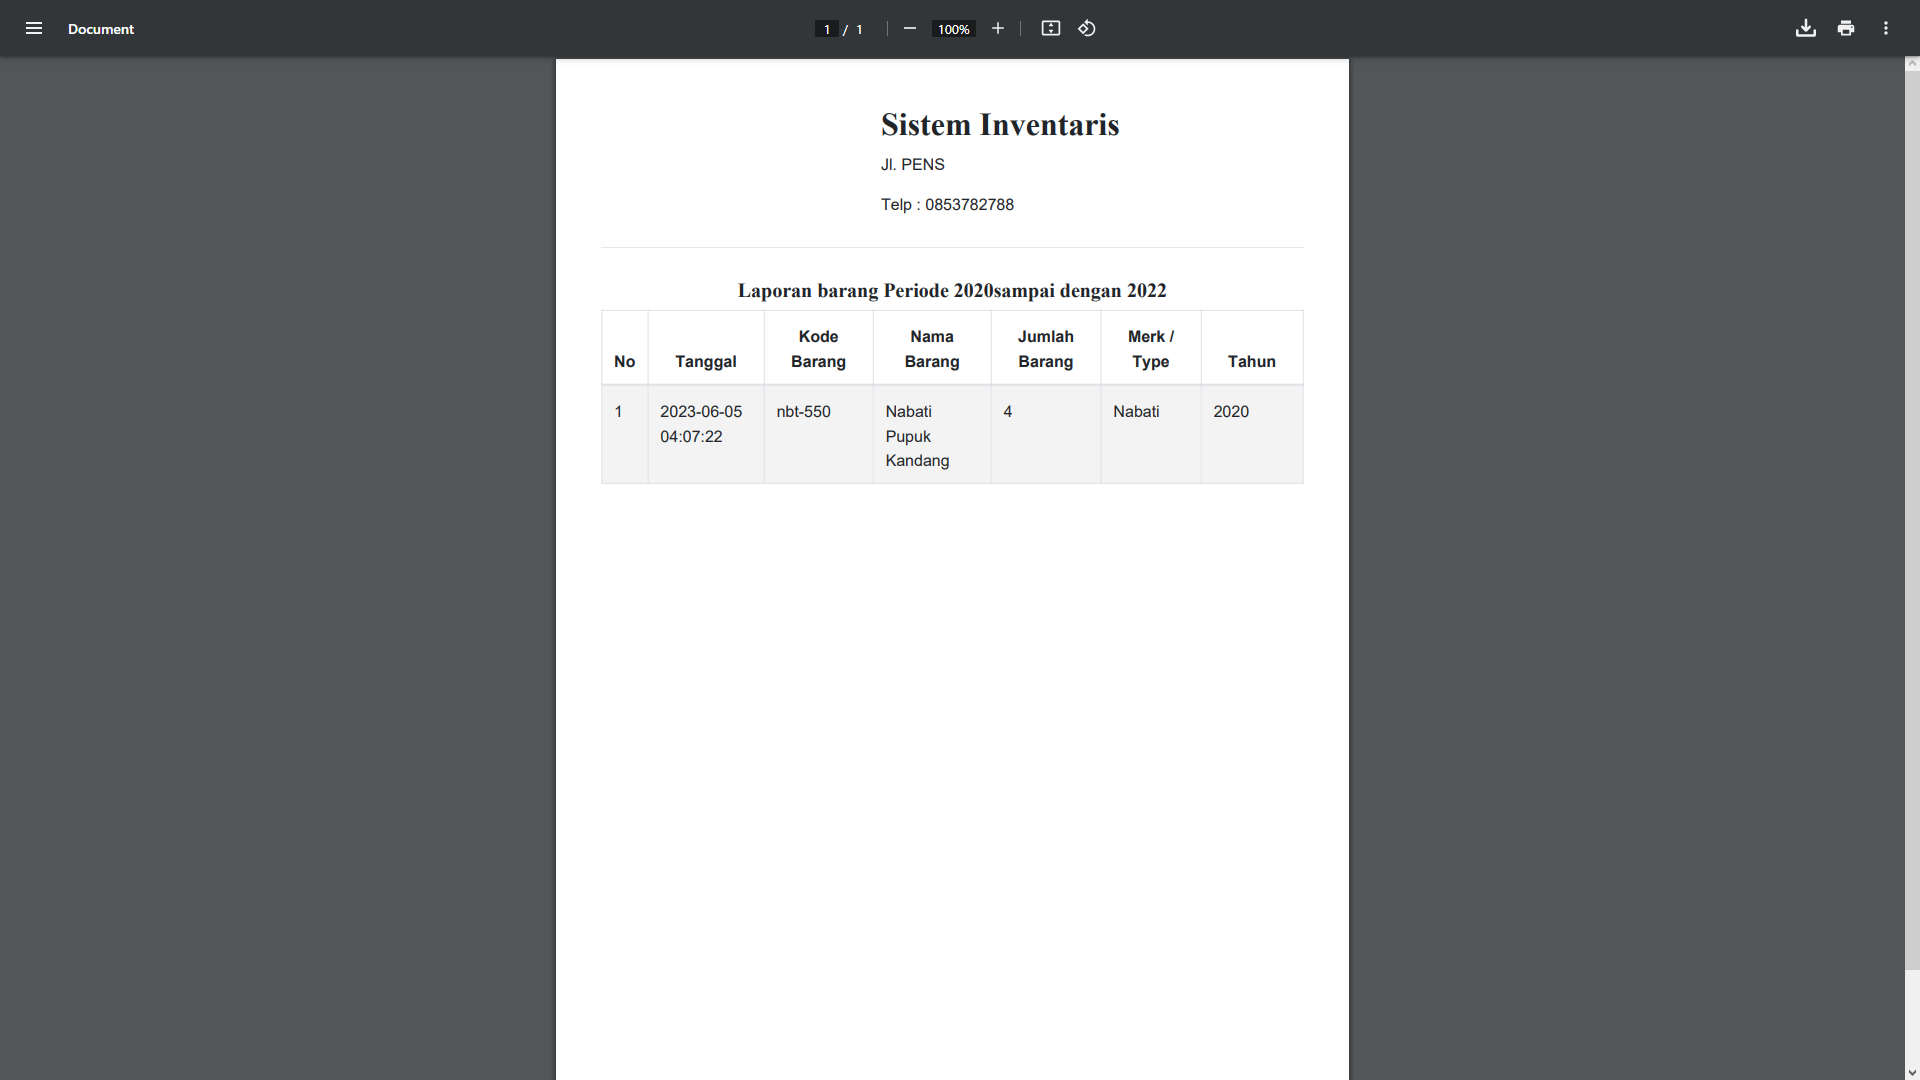 Document
1 / 1
100%
Sistem Inventaris
Jl. PENS
Telp : 0853782788
Laporan barang Periode 2020sampai dengan 2022
No Tanggal Kode Barang Nama Barang Jumlah Barang Merk / Type Tahun
1 2023-06-05 04:07:22 nbt-550 Nabati Pupuk Kandang 4 Nabati 2020